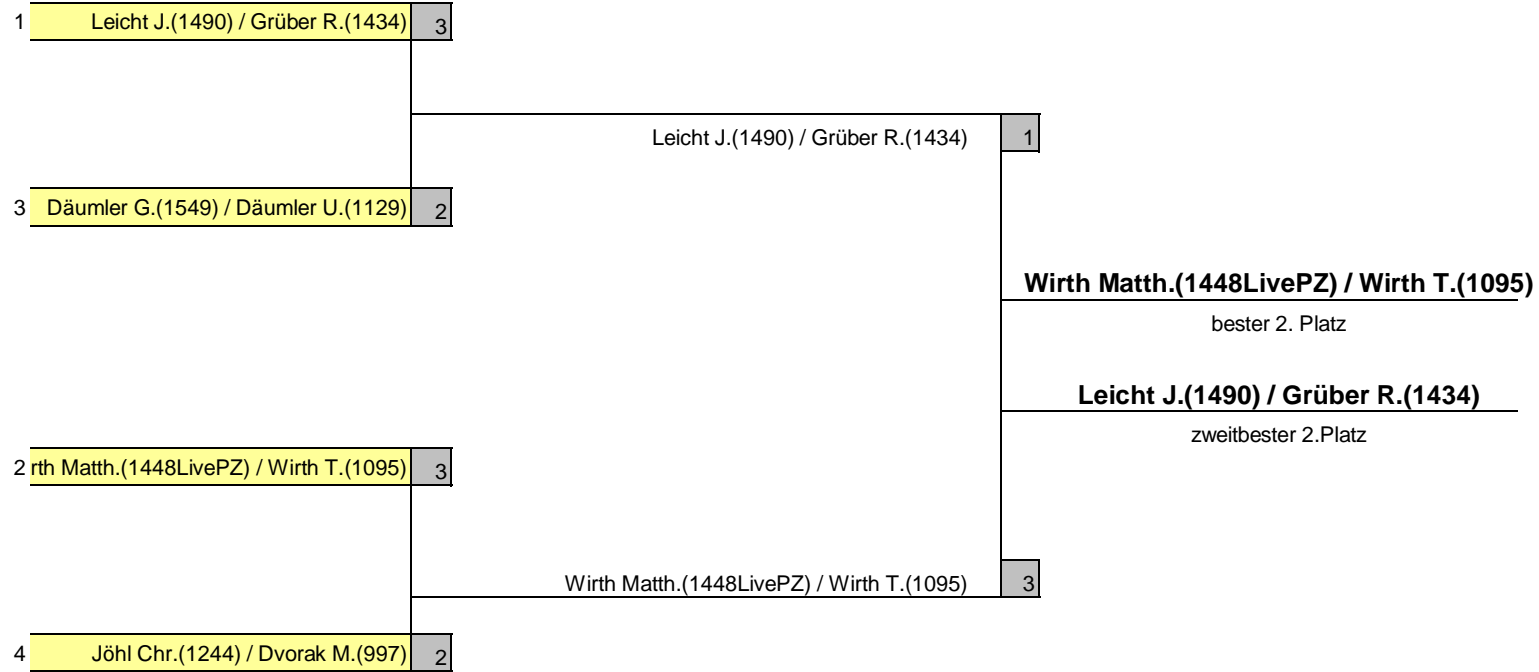 1 Leicht J.(1490) / Grüber R.(1434) 3
Leicht J.(1490) / Grüber R.(1434) 1
3 Däumler G.(1549) / Däumler U.(1129) 2
Wirth Matth.(1448LivePZ) / Wirth T.(1095)
bester 2. Platz
Leicht J.(1490) / Grüber R.(1434)
zweitbester 2.Platz
2 rth Matth.(1448LivePZ) / Wirth T.(1095) 3
Wirth Matth.(1448LivePZ) / Wirth T.(1095) 3
4 Jöhl Chr.(1244) / Dvorak M.(997) 2